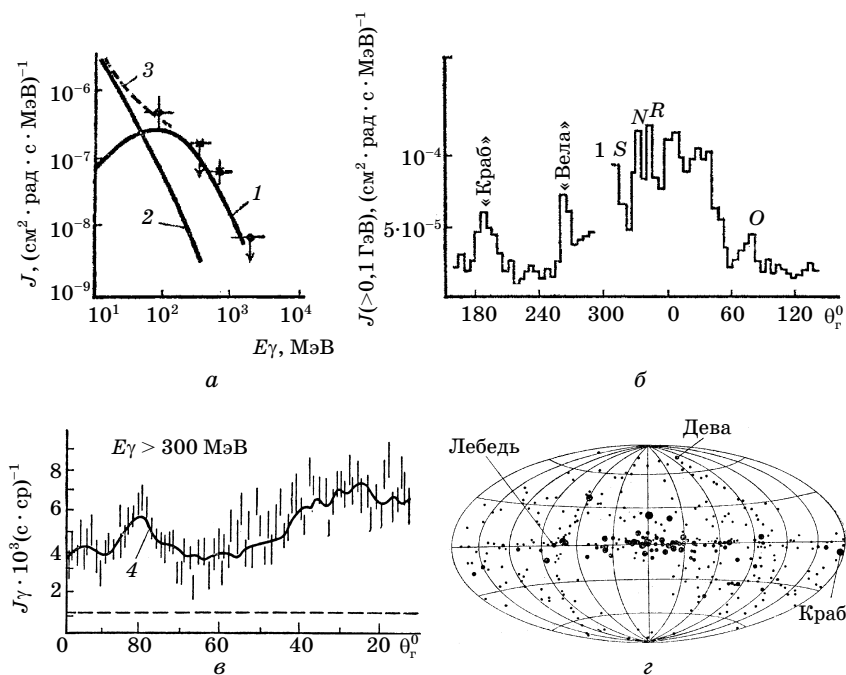 J, (см² · рад · с · МэВ)⁻¹
10⁻⁶
10⁻⁷
10⁻⁸
10⁻⁹
3
2
1
10¹ 10² 10³ 10⁴
Eγ, МэВ
а
J(>0,1 ГэВ), (см² · рад · с · МэВ)⁻¹
10⁻⁴
5·10⁻⁵
«Краб»
«Вела»
1 S
N R
O
180 240 300 0 60 120 θ⁰г
б
Jγ · 10³(с · ср)⁻¹
Eγ > 300 МэВ
8
6
4
2
4
0 80 60 40 20 θ⁰г
в
Дева
Лебедь
Краб
г